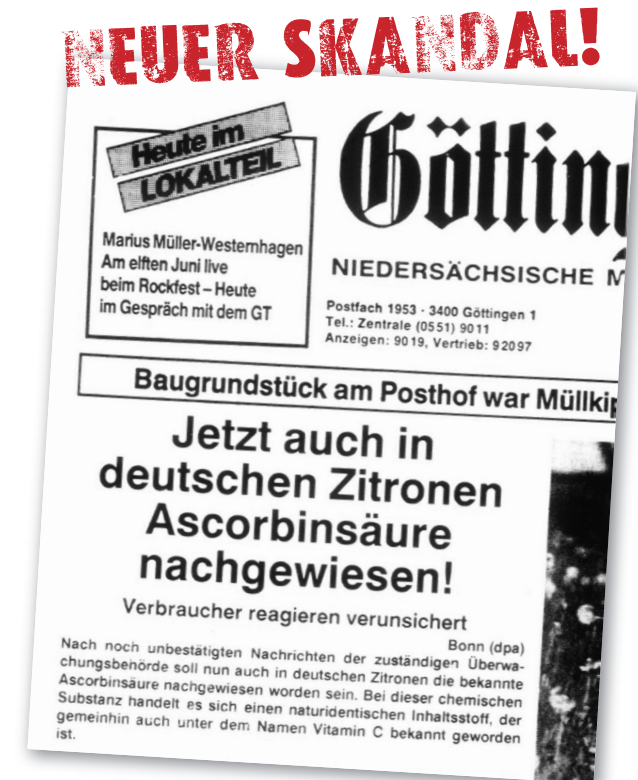 NEUER SKANDAL!
Heute im
LOKALTEIL
Marius Müller-Westernhagen
Am elften Juni live
beim Rockfest – Heute
im Gespräch mit dem GT
Götting
NIEDERSÄCHSISCHE M
Postfach 1953 · 3400 Göttingen 1
Tel.: Zentrale (0551) 9011
Anzeigen: 9019, Vertrieb: 92097
Baugrundstück am Posthof war Müllkip
Jetzt auch in
deutschen Zitronen
Ascorbinsäure
nachgewiesen!
Verbraucher reagieren verunsichert
Bonn (dpa)
Nach noch unbestätigten Nachrichten der zuständigen Überwa-
chungsbehörde soll nun auch in deutschen Zitronen die bekannte
Ascorbinsäure nachgewiesen worden sein. Bei dieser chemischen
Substanz handelt es sich einen naturidentischen Inhaltsstoff, der
gemeinhin auch unter dem Namen Vitamin C bekannt geworden
ist.